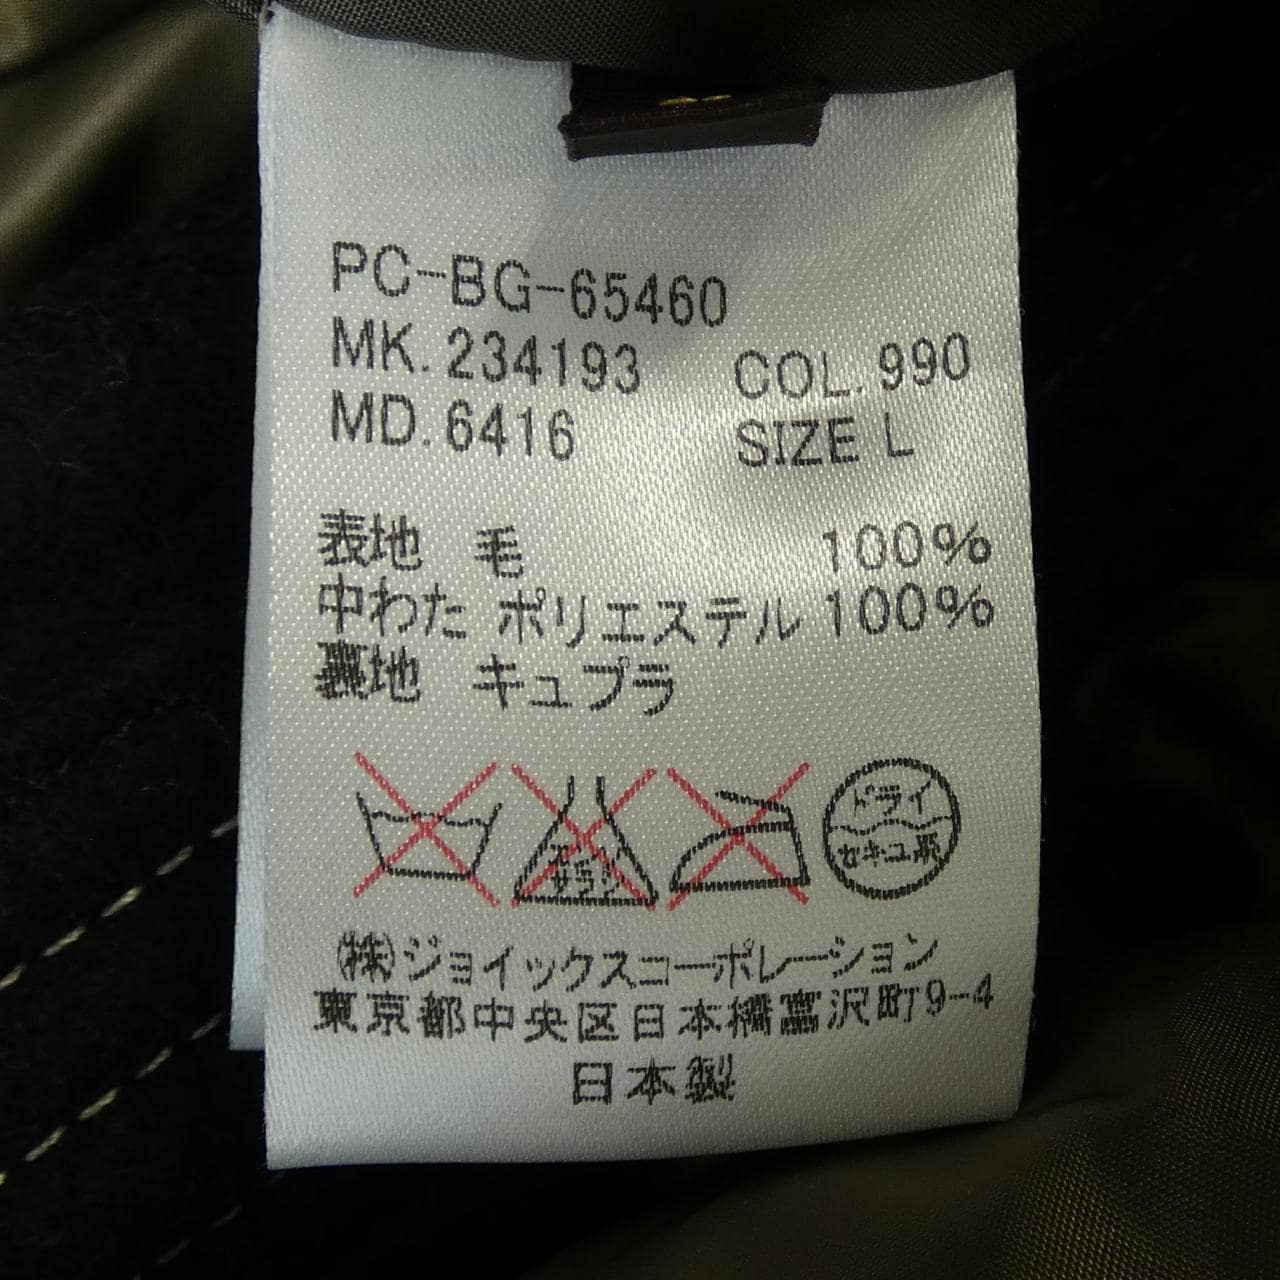 PC-BG-65460
MK.234193 COL.990
MD.6416 SIZE L
表地 毛 100%
中わた ポリエステル 100%
裏地 キュプラ
ドライ
セキユ系
(株)ジョイックスコーポレーション
東京都中央区日本橋富沢町9-4
日本製